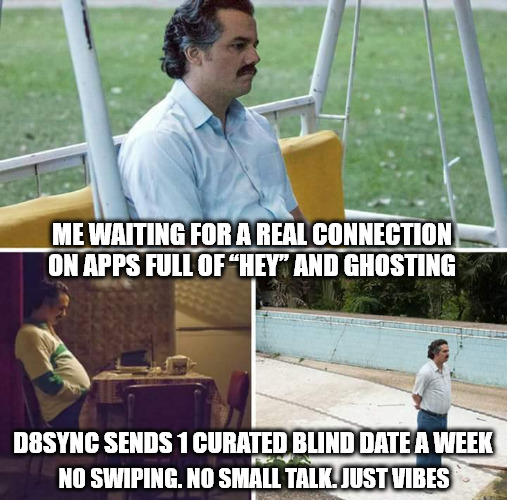 ME WAITING FOR A REAL CONNECTION
ON APPS FULL OF “HEY” AND GHOSTING
D8SYNC SENDS 1 CURATED BLIND DATE A WEEK
NO SWIPING. NO SMALL TALK. JUST VIBES